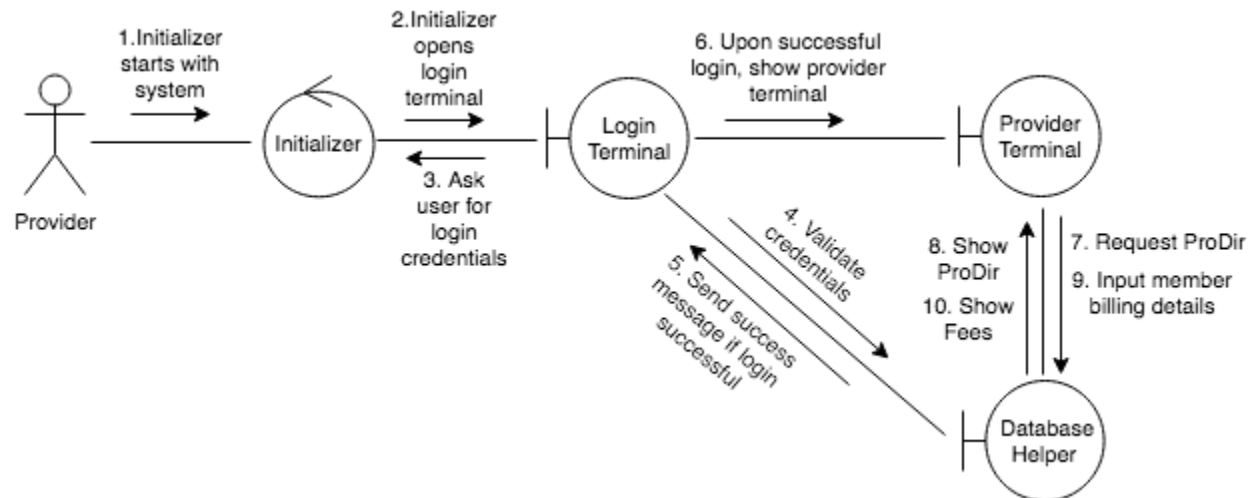 1.Initializer
starts with
system
2.Initializer
opens
login
terminal
6. Upon successful
login, show provider
terminal
Initializer
Login
Terminal
Provider
Terminal
Provider
3. Ask
user for
login
credentials
4. Validate
credentials
5. Send success
message if login
successful
8. Show
ProDir
10. Show
Fees
7. Request ProDir
9. Input member
billing details
Database
Helper